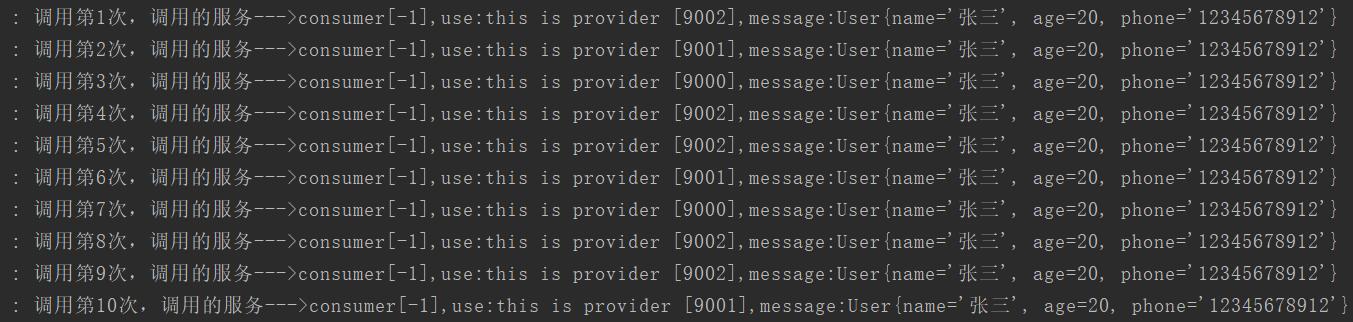 : 调用第1次，调用的服务--->consumer[-1],use:this is provider [9002],message:User{name='张三', age=20, phone='12345678912'}
: 调用第2次，调用的服务--->consumer[-1],use:this is provider [9001],message:User{name='张三', age=20, phone='12345678912'}
: 调用第3次，调用的服务--->consumer[-1],use:this is provider [9000],message:User{name='张三', age=20, phone='12345678912'}
: 调用第4次，调用的服务--->consumer[-1],use:this is provider [9002],message:User{name='张三', age=20, phone='12345678912'}
: 调用第5次，调用的服务--->consumer[-1],use:this is provider [9002],message:User{name='张三', age=20, phone='12345678912'}
: 调用第6次，调用的服务--->consumer[-1],use:this is provider [9001],message:User{name='张三', age=20, phone='12345678912'}
: 调用第7次，调用的服务--->consumer[-1],use:this is provider [9000],message:User{name='张三', age=20, phone='12345678912'}
: 调用第8次，调用的服务--->consumer[-1],use:this is provider [9002],message:User{name='张三', age=20, phone='12345678912'}
: 调用第9次，调用的服务--->consumer[-1],use:this is provider [9002],message:User{name='张三', age=20, phone='12345678912'}
: 调用第10次，调用的服务--->consumer[-1],use:this is provider [9001],message:User{name='张三', age=20, phone='12345678912'}